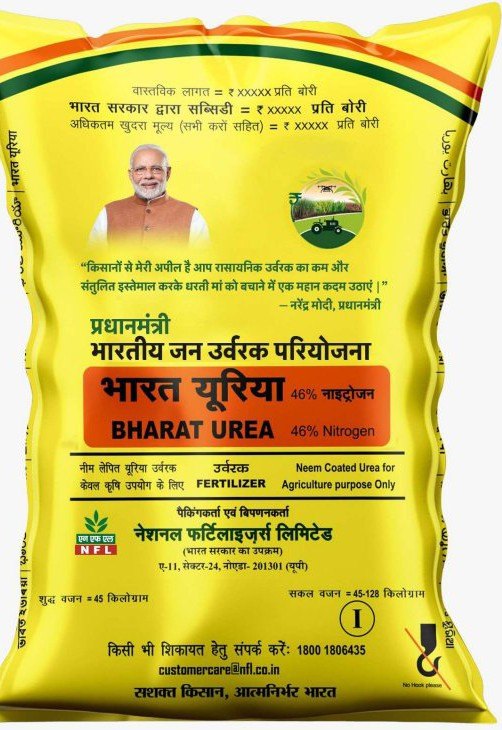 वास्तविक लागत = ₹ xxxxx प्रति बोरी
भारत सरकार द्वारा सब्सिडी = ₹ xxxxx प्रति बोरी
अधिकतम खुदरा मूल्य (सभी करों सहित) = ₹ xxxxx प्रति बोरी
“किसानों से मेरी अपील है आप रासायनिक उर्वरक का कम और
संतुलित इस्तेमाल करके धरती मां को बचाने में एक महान कदम उठाएं |”
– नरेंद्र मोदी, प्रधानमंत्री
प्रधानमंत्री
भारतीय जन उर्वरक परियोजना
भारत यूरिया 46% नाइट्रोजन
BHARAT UREA 46% Nitrogen
नीम लेपित यूरिया उर्वरक उर्वरक Neem Coated Urea for
केवल कृषि उपयोग के लिए FERTILIZER Agriculture purpose Only
पैकिंगकर्ता एवं बिपणनकर्ता
एन एफ एल नेशनल फर्टिलाइजर्स लिमिटेड
NFL (भारत सरकार का उपक्रम)
ए-11, सेक्टर-24, नोएडा- 201301 (यूपी)
शुद्ध वजन = 45 किलोग्राम सकल वजन = 45-128 किलोग्राम
I
किसी भी शिकायत हेतु संपर्क करें: 1800 1806435
customercare@nfl.co.in
No Hook please
सशक्त किसान, आत्मनिर्भर भारत
भारत यूरिया